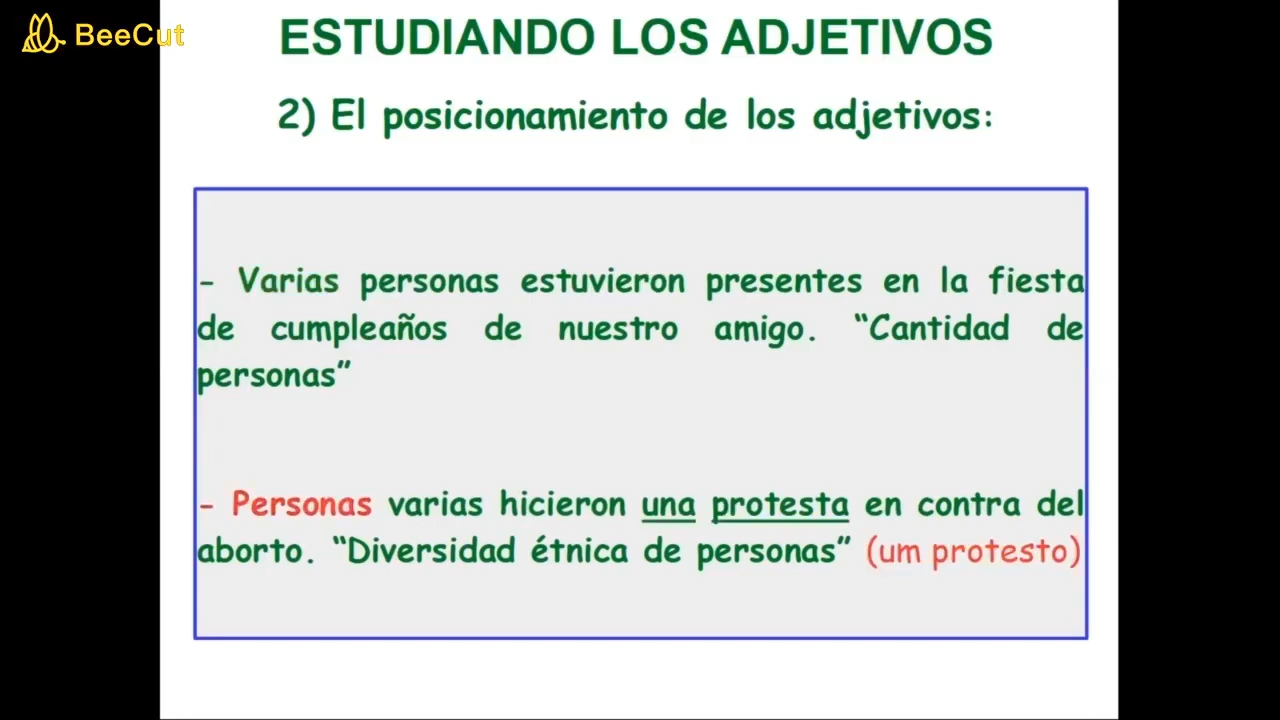 BeeCut
ESTUDIANDO LOS ADJETIVOS
2) El posicionamiento de los adjetivos:
- Varias personas estuvieron presentes en la fiesta
de cumpleaños de nuestro amigo. “Cantidad de
personas”
- Personas varias hicieron una protesta en contra del
aborto. “Diversidad étnica de personas” (um protesto)